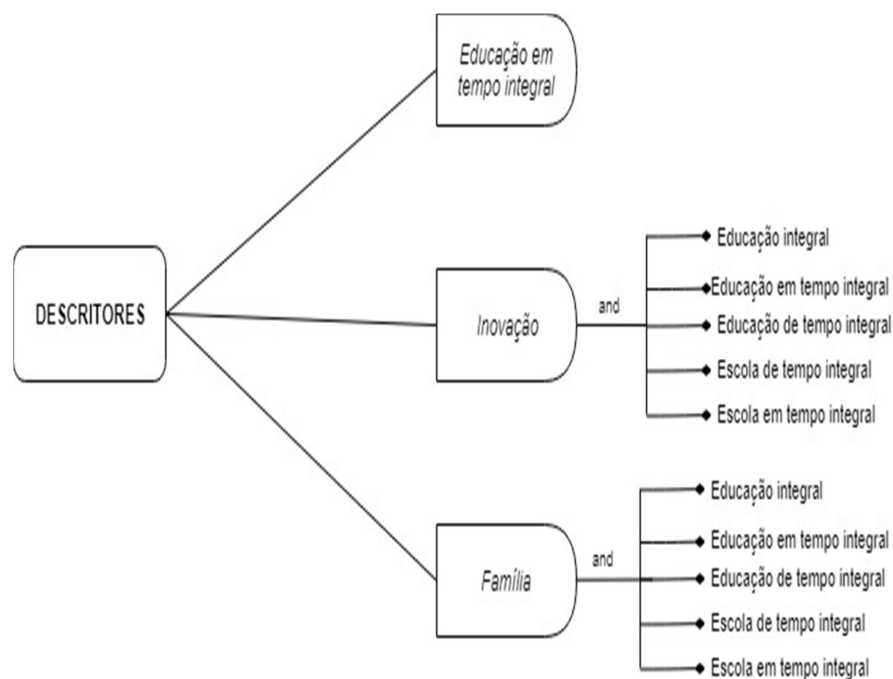 Educação em
tempo integral
DESCRITORES
Inovação
and
Educação integral
Educação em tempo integral
Educação de tempo integral
Escola de tempo integral
Escola em tempo integral
Família
and
Educação integral
Educação em tempo integral
Educação de tempo integral
Escola de tempo integral
Escola em tempo integral